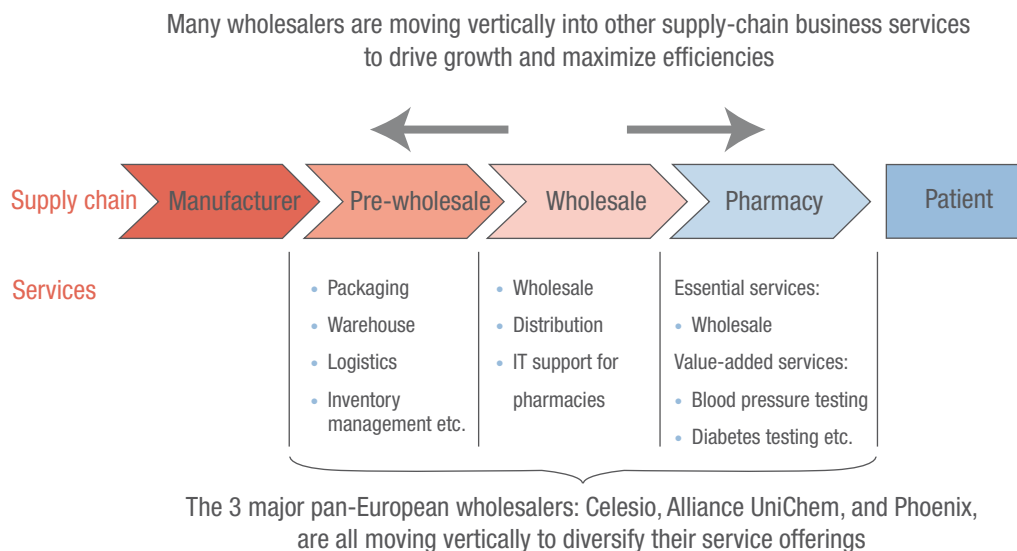 Many wholesalers are moving vertically into other supply-chain business services
to drive growth and maximize efficiencies
Supply chain
Manufacturer
Pre-wholesale
Wholesale
Pharmacy
Patient
Services
• Packaging
• Warehouse
• Logistics
• Inventory
management etc.
• Wholesale
• Distribution
• IT support for
pharmacies
Essential services:
• Wholesale
Value-added services:
• Blood pressure testing
• Diabetes testing etc.
The 3 major pan-European wholesalers: Celesio, Alliance UniChem, and Phoenix,
are all moving vertically to diversify their service offerings